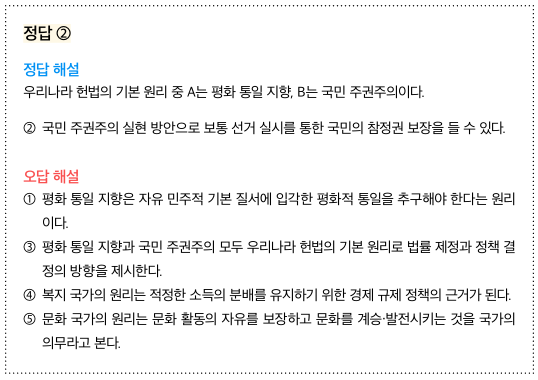 정답 ②
정답 해설
우리나라 헌법의 기본 원리 중 A는 평화 통일 지향, B는 국민 주권주의이다.
② 국민 주권주의 실현 방안으로 보통 선거 실시를 통한 국민의 참정권 보장을 들 수 있다.
오답 해설
① 평화 통일 지향은 자유 민주적 기본 질서에 입각한 평화적 통일을 추구해야 한다는 원리
이다.
③ 평화 통일 지향과 국민 주권주의 모두 우리나라 헌법의 기본 원리로 법률 제정과 정책 결
정의 방향을 제시한다.
④ 복지 국가의 원리는 적정한 소득의 분배를 유지하기 위한 경제 규제 정책의 근거가 된다.
⑤ 문화 국가의 원리는 문화 활동의 자유를 보장하고 문화를 계승·발전시키는 것을 국가의
의무라고 본다.